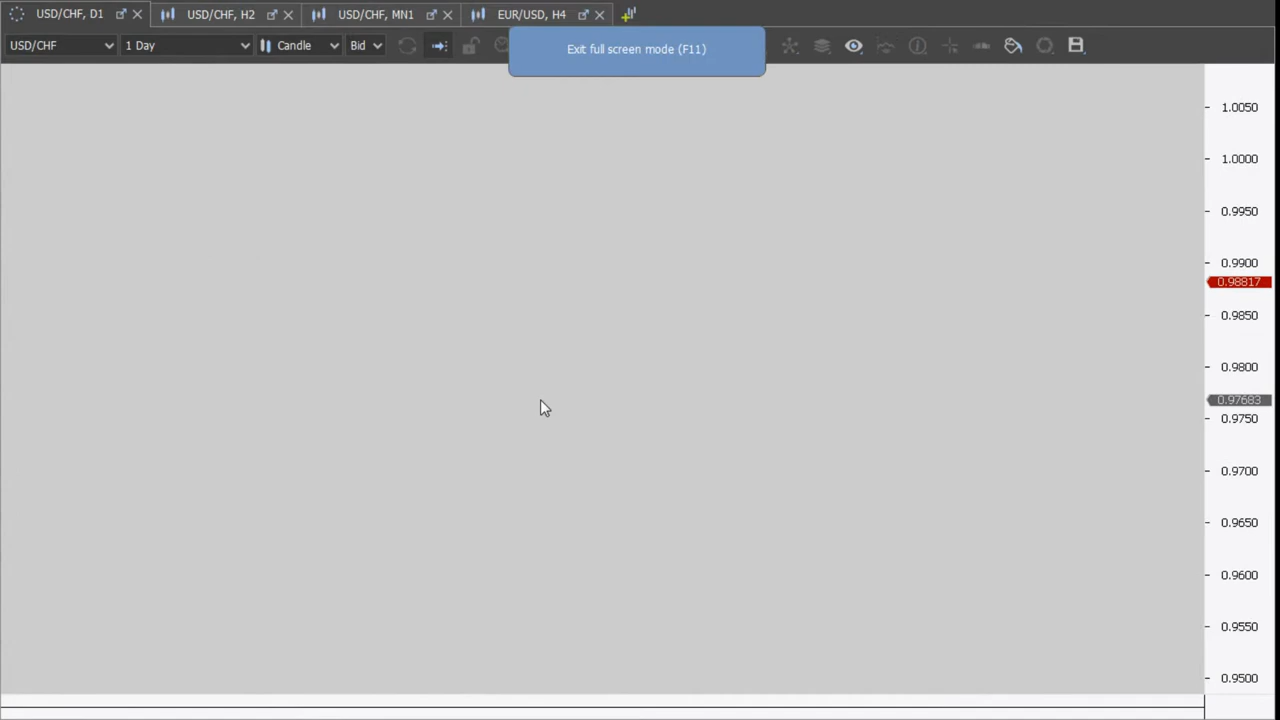 USD/CHF, D1
USD/CHF, H2
USD/CHF, MN1
EUR/USD, H4
USD/CHF
1 Day
Candle
Bid
Exit full screen mode (F11)
1.0050
1.0000
0.9950
0.9900
0.98817
0.9850
0.9800
0.97683
0.9750
0.9700
0.9650
0.9600
0.9550
0.9500